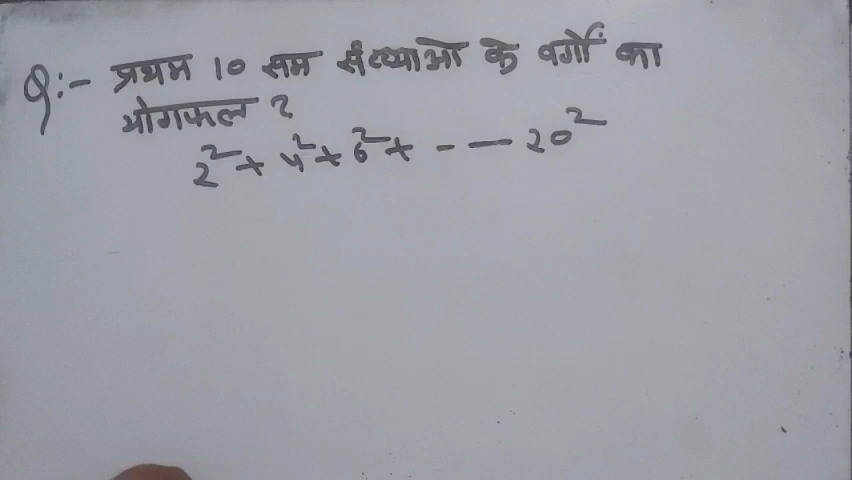 Q:- प्रथम 10 सम संख्याओ के वर्गों का
योगफल ?
2² + 4² + 6² + - — 20²